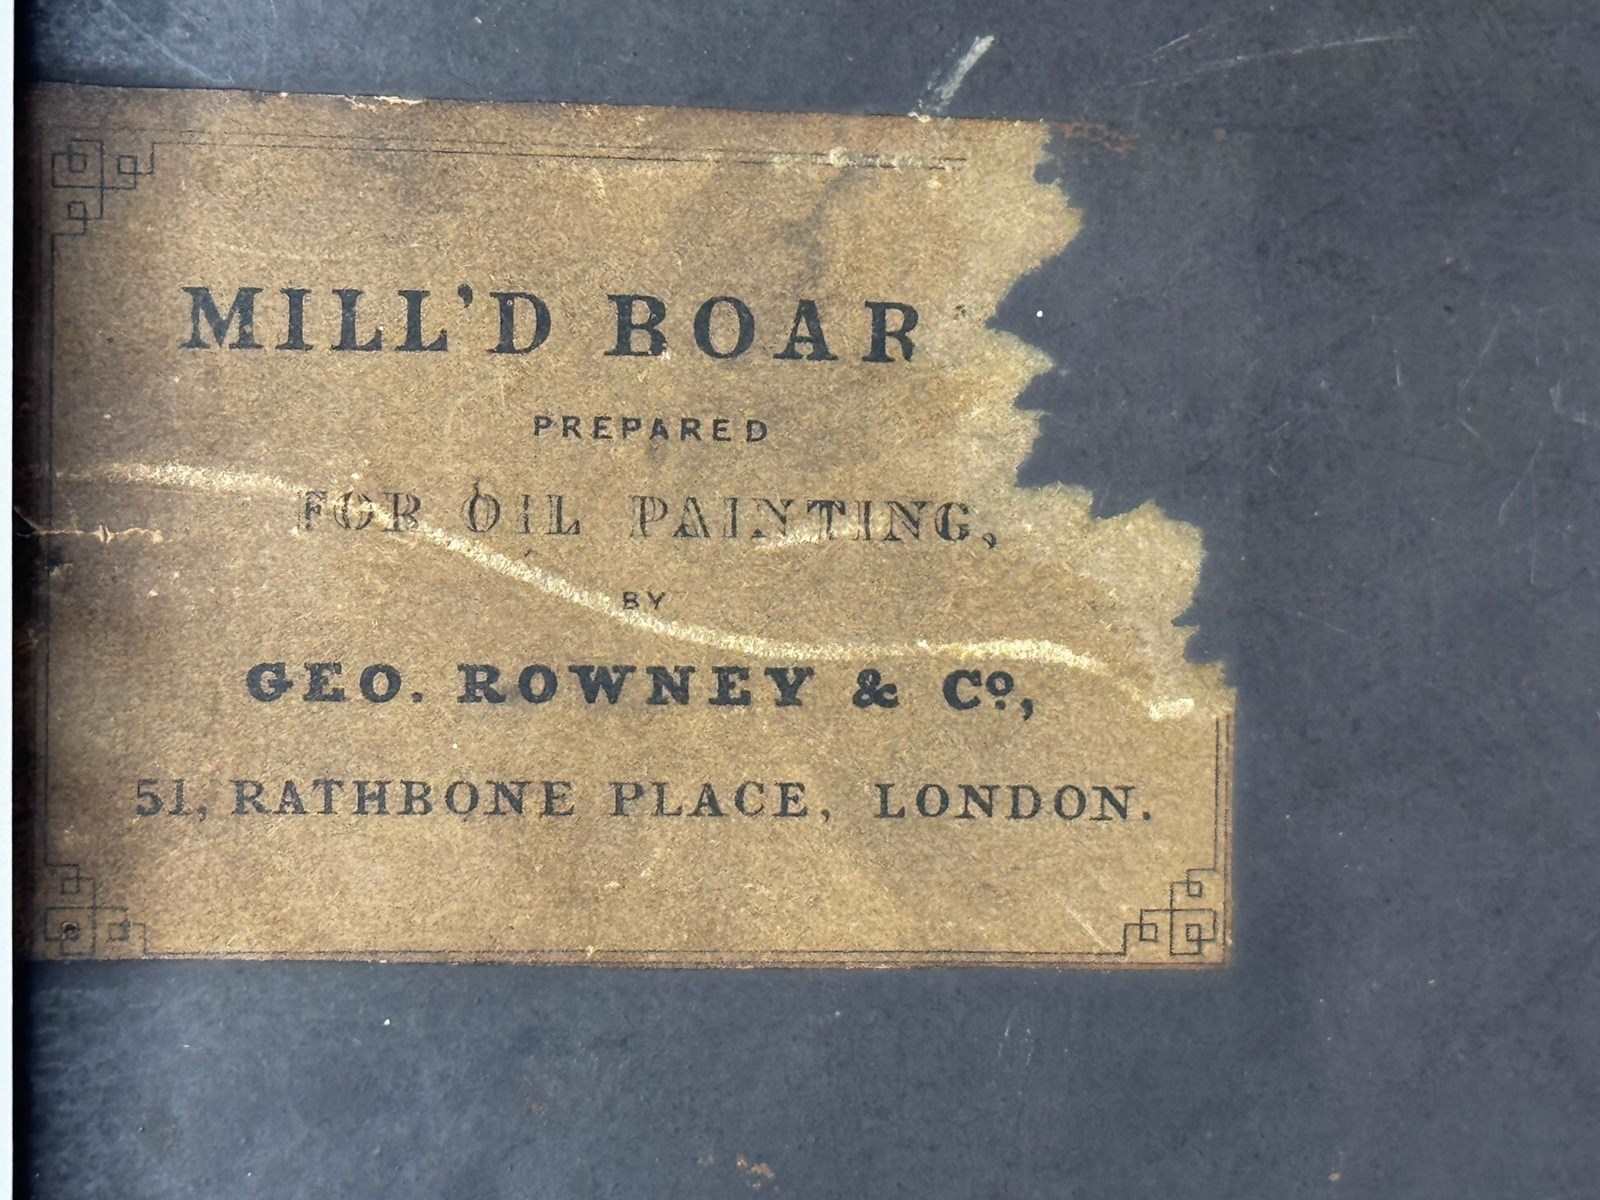 MILL'D BOAR
PREPARED
FOR OIL PAINTING,
BY
GEO. ROWNEY & Co,
51, RATHBONE PLACE, LONDON.